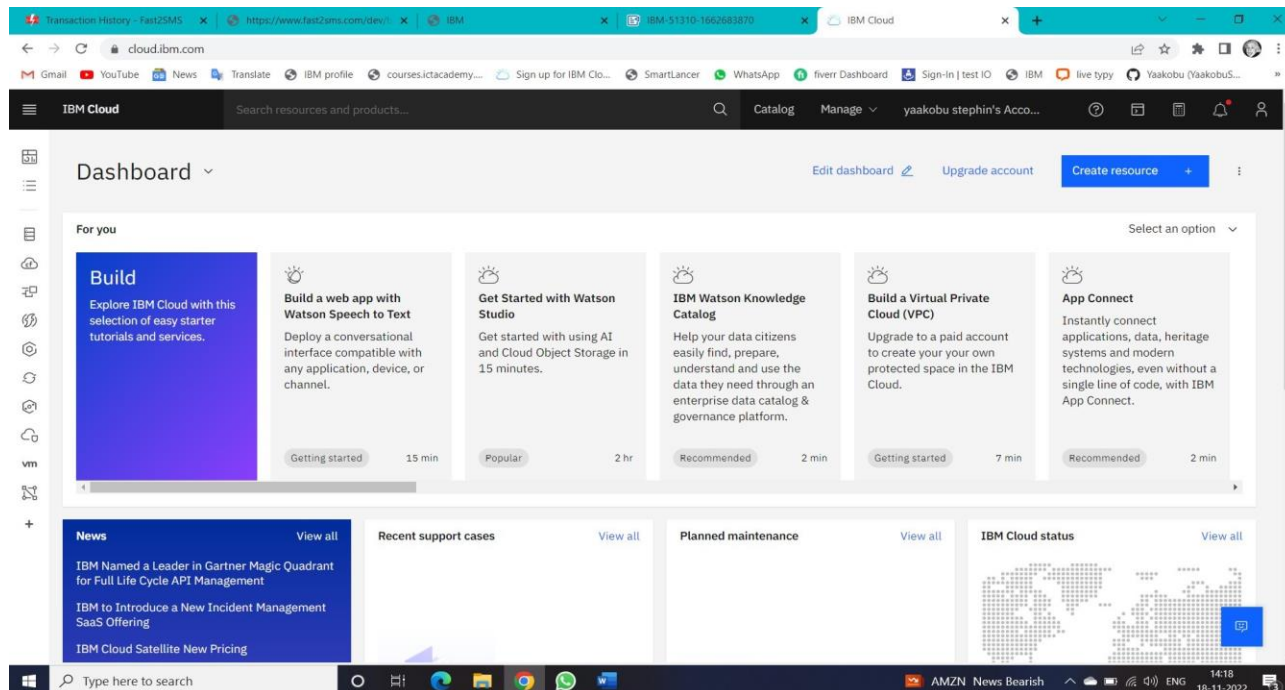 Transaction History - Fast2SMS
https://www.fast2sms.com/dev/
IBM
IBM-51310-1662683870
IBM Cloud
cloud.ibm.com
Gmail
YouTube
News
Translate
IBM profile
courses.ictacademy....
Sign up for IBM Clo...
SmartLancer
WhatsApp
fiverr Dashboard
Sign-In | test IO
IBM
live typy
Yaakobu (YaakobuS...
IBM Cloud
Search resources and products...
Catalog
Manage
yaakobu stephin's Acco...
Dashboard
Edit dashboard
Upgrade account
Create resource +
For you
Select an option
Build
Explore IBM Cloud with this
selection of easy starter
tutorials and services.
Build a web app with
Watson Speech to Text
Deploy a conversational
interface compatible with
any application, device, or
channel.
Getting started
15 min
Get Started with Watson
Studio
Get started with using AI
and Cloud Object Storage in
15 minutes.
Popular
2 hr
IBM Watson Knowledge
Catalog
Help your data citizens
easily find, prepare,
understand and use the
data they need through an
enterprise data catalog &
governance platform.
Recommended
2 min
Build a Virtual Private
Cloud (VPC)
Upgrade to a paid account
to create your your own
protected space in the IBM
Cloud.
Getting started
7 min
App Connect
Instantly connect
applications, data, heritage
systems and modern
technologies, even without a
single line of code, with IBM
App Connect.
Recommended
2 min
vm
News
View all
IBM Named a Leader in Gartner Magic Quadrant
for Full Life Cycle API Management
IBM to Introduce a New Incident Management
SaaS Offering
IBM Cloud Satellite New Pricing
Recent support cases
View all
Planned maintenance
View all
IBM Cloud status
View all
Type here to search
AMZN News Bearish
ENG
14:18
18-11-2022